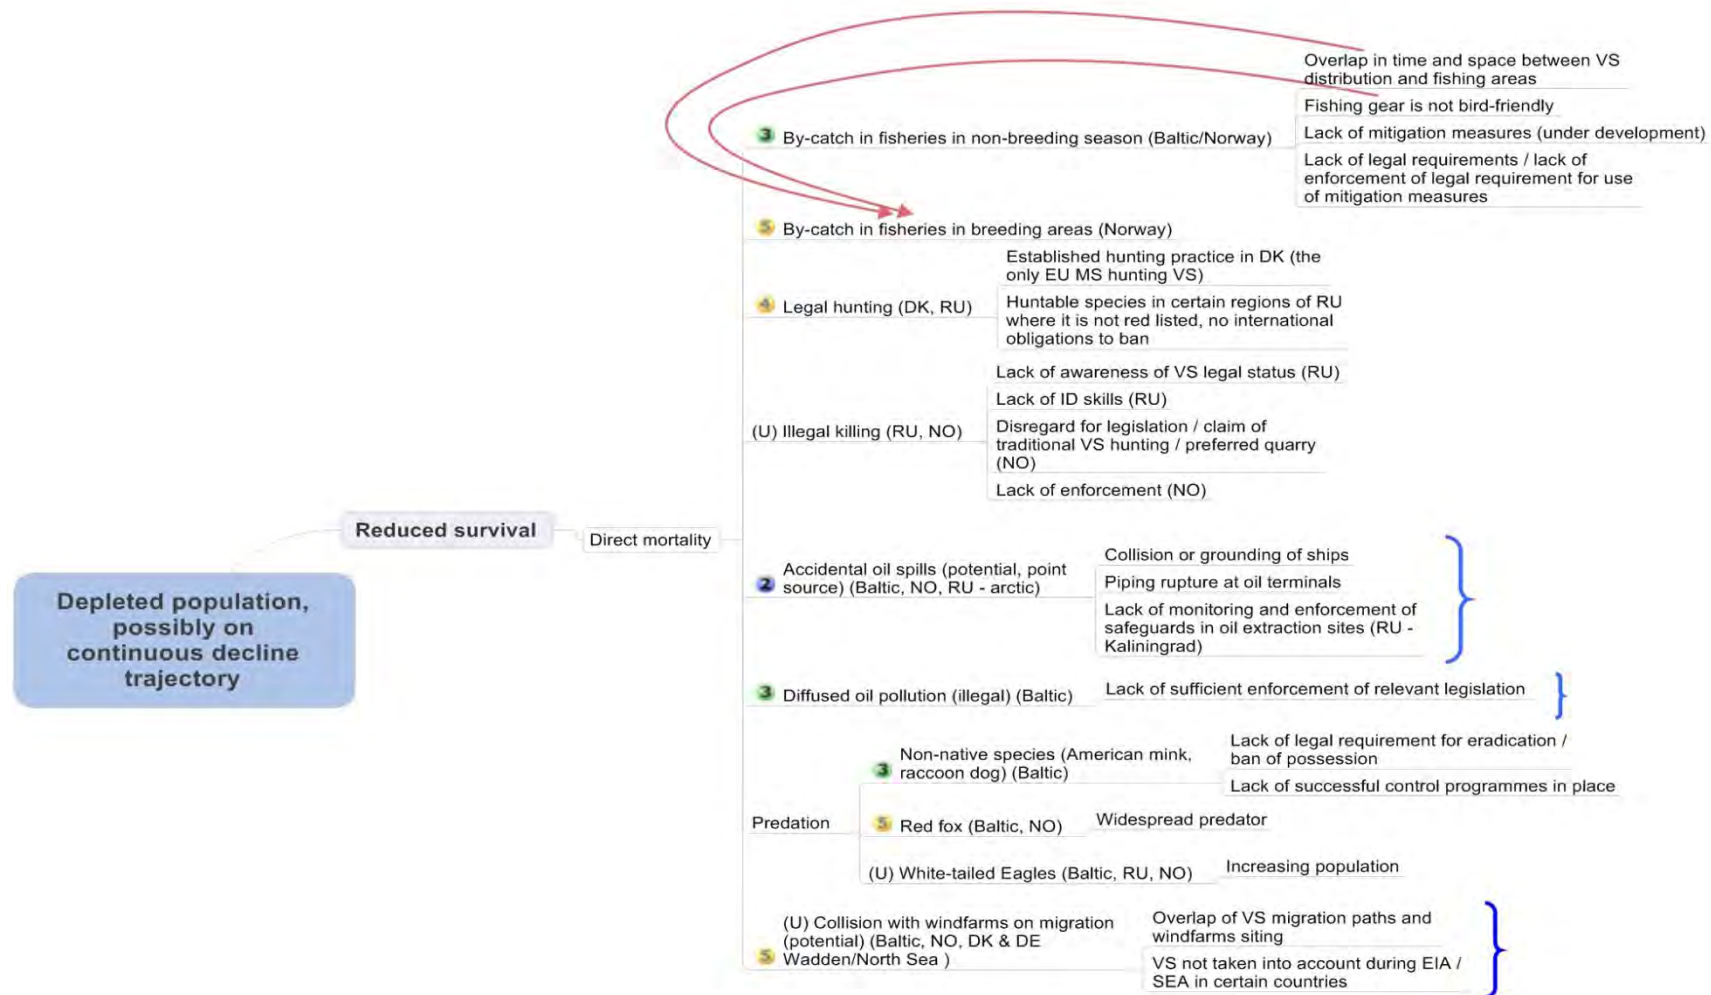 Overlap in time and space between VS
distribution and fishing areas
Fishing gear is not bird-friendly
3 By-catch in fisheries in non-breeding season (Baltic/Norway)
Lack of mitigation measures (under development)
Lack of legal requirements / lack of
enforcement of legal requirement for use
of mitigation measures
5 By-catch in fisheries in breeding areas (Norway)
Established hunting practice in DK (the
only EU MS hunting VS)
4 Legal hunting (DK, RU)
Huntable species in certain regions of RU
where it is not red listed, no international
obligations to ban
Lack of awareness of VS legal status (RU)
Lack of ID skills (RU)
(U) Illegal killing (RU, NO)
Disregard for legislation / claim of
traditional VS hunting / preferred quarry
(NO)
Lack of enforcement (NO)
Reduced survival
Direct mortality
Depleted population,
possibly on
continuous decline
trajectory
2 Accidental oil spills (potential, point
source) (Baltic, NO, RU - arctic)
Collision or grounding of ships
Piping rupture at oil terminals
Lack of monitoring and enforcement of
safeguards in oil extraction sites (RU -
Kaliningrad)
3 Diffused oil pollution (illegal) (Baltic)
Lack of sufficient enforcement of relevant legislation
Predation
3 Non-native species (American mink,
raccoon dog) (Baltic)
Lack of legal requirement for eradication /
ban of possession
Lack of successful control programmes in place
5 Red fox (Baltic, NO)
Widespread predator
(U) White-tailed Eagles (Baltic, RU, NO)
Increasing population
5 (U) Collision with windfarms on migration
(potential) (Baltic, NO, DK & DE
Wadden/North Sea )
Overlap of VS migration paths and
windfarms siting
VS not taken into account during EIA /
SEA in certain countries